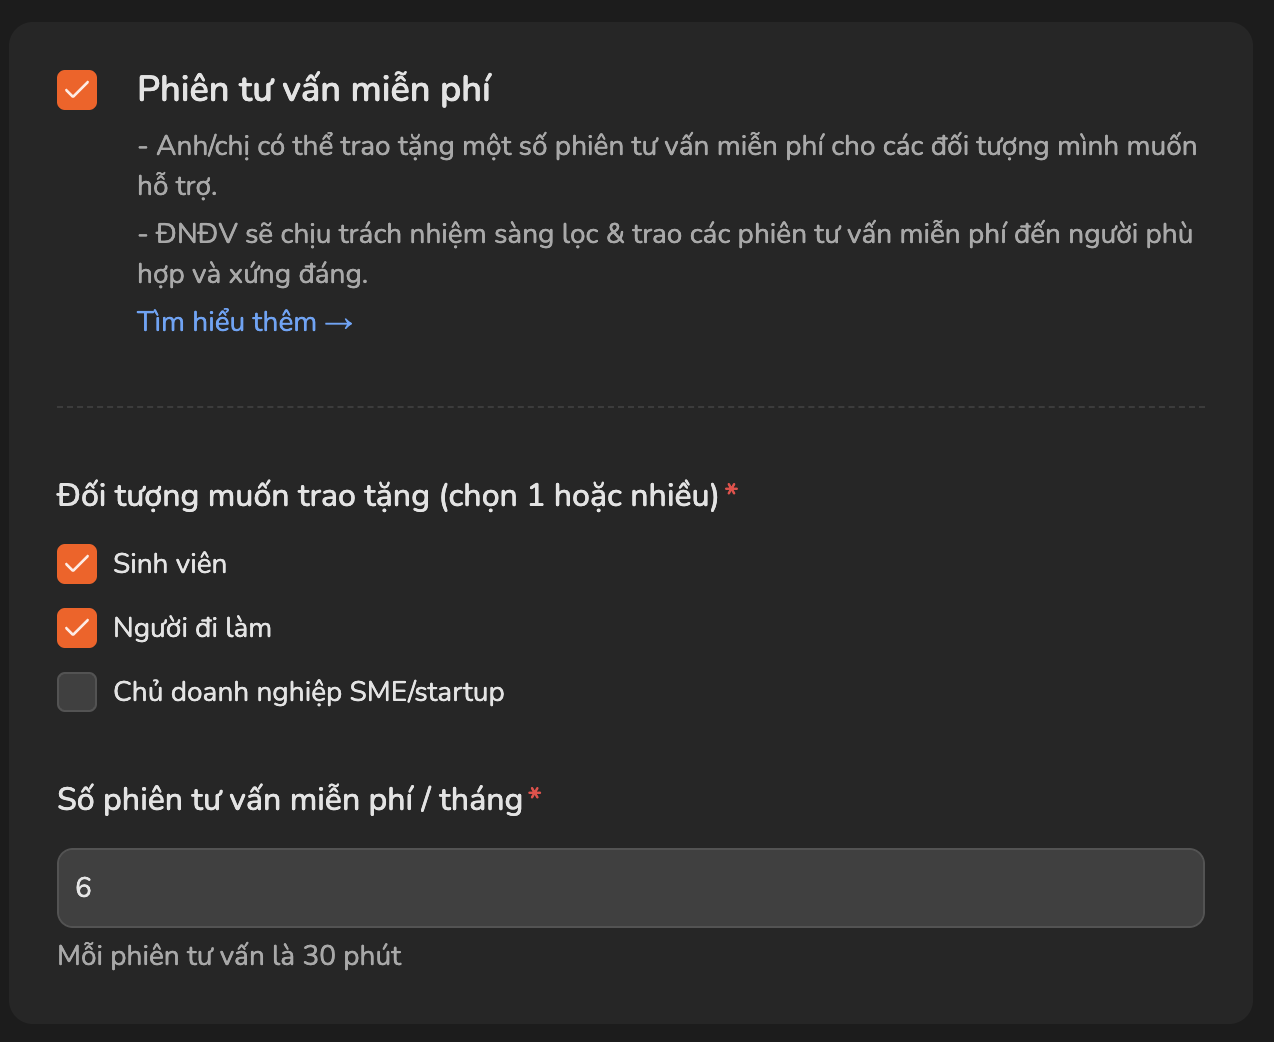 Phiên tư vấn miễn phí
- Anh/chị có thể trao tặng một số phiên tư vấn miễn phí cho các đối tượng mình muốn
hỗ trợ.
- ĐNĐV sẽ chịu trách nhiệm sàng lọc & trao các phiên tư vấn miễn phí đến người phù
hợp và xứng đáng.
Tìm hiểu thêm →
Đối tượng muốn trao tặng (chọn 1 hoặc nhiều) *
Sinh viên
Người đi làm
Chủ doanh nghiệp SME/startup
Số phiên tư vấn miễn phí / tháng *
6
Mỗi phiên tư vấn là 30 phút